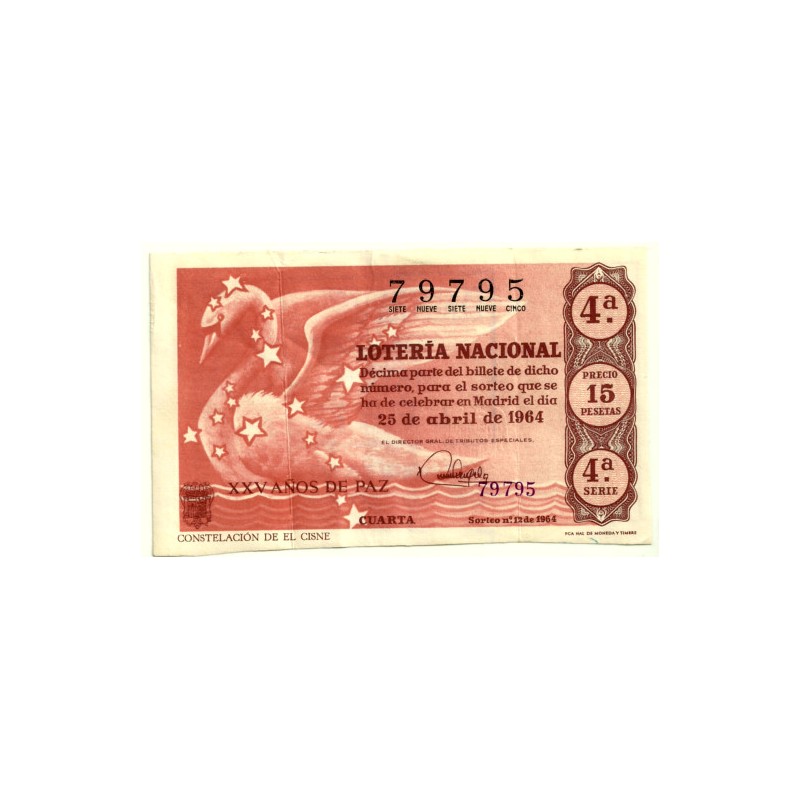 79795
SIETE NUEVE SIETE NUEVE CINCO
4ª.
LOTERÍA NACIONAL
Décima parte del billete de dicho
número, para el sorteo que se
ha de celebrar en Madrid el día
25 de abril de 1964
PRECIO
15
PESETAS
EL DIRECTOR GRAL. DE TRIBUTOS ESPECIALES,
4ª.
SERIE
XXV AÑOS DE PAZ
79795
CUARTA
Sorteo nº. 12 de 1964
CONSTELACIÓN DE EL CISNE
FCA. NAL. DE MONEDA Y TIMBRE